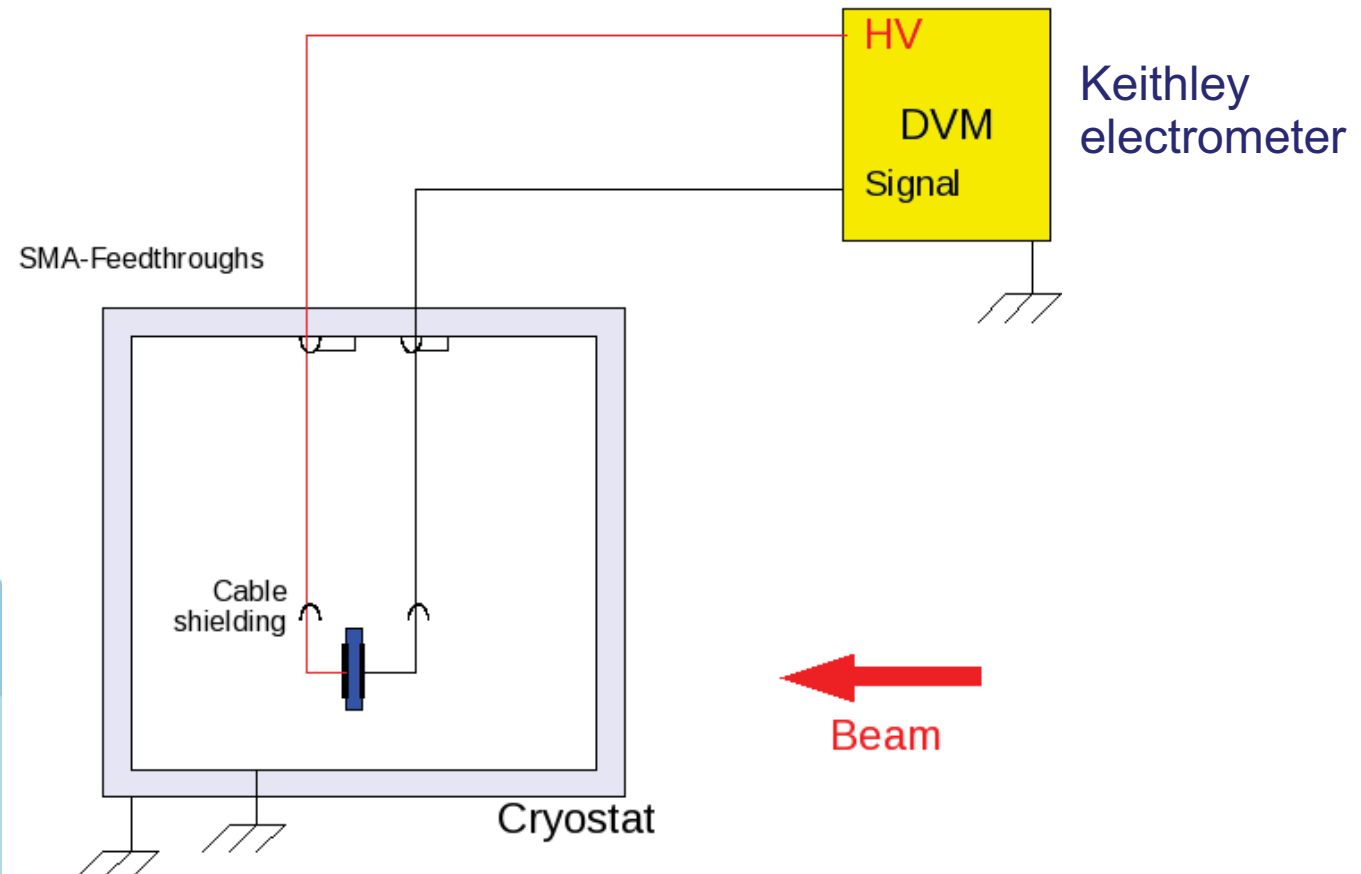 HV
DVM
Signal
Keithley
electrometer
SMA-Feedthroughs
Cable
shielding
Beam
Cryostat